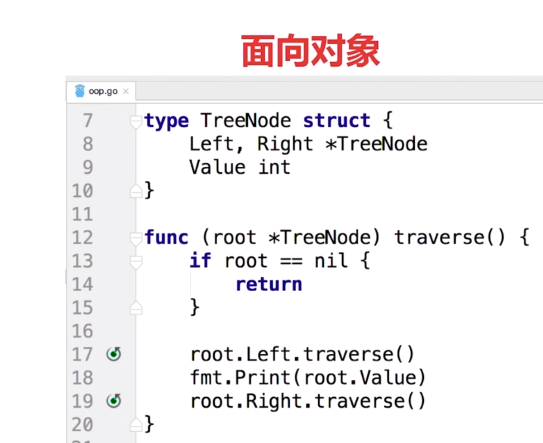 面向对象
oop.go ×
7 type TreeNode struct {
8     Left, Right *TreeNode
9     Value int
10 }
11
12 func (root *TreeNode) traverse() {
13     if root == nil {
14         return
15     }
16
17     root.Left.traverse()
18     fmt.Print(root.Value)
19     root.Right.traverse()
20 }